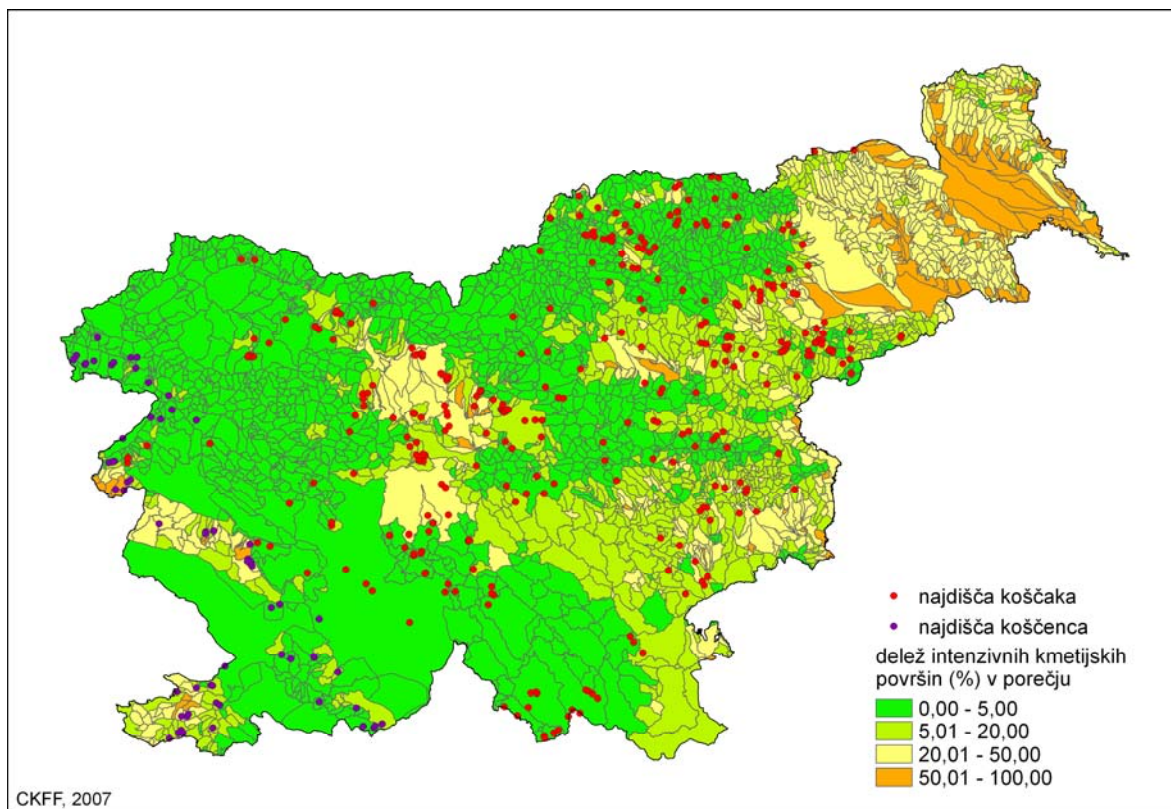 najdišča koščaka
najdišča koščenca
delež intenzivnih kmetijskih
površin (%) v porečju
0,00 - 5,00
5,01 - 20,00
20,01 - 50,00
50,01 - 100,00
CKFF, 2007